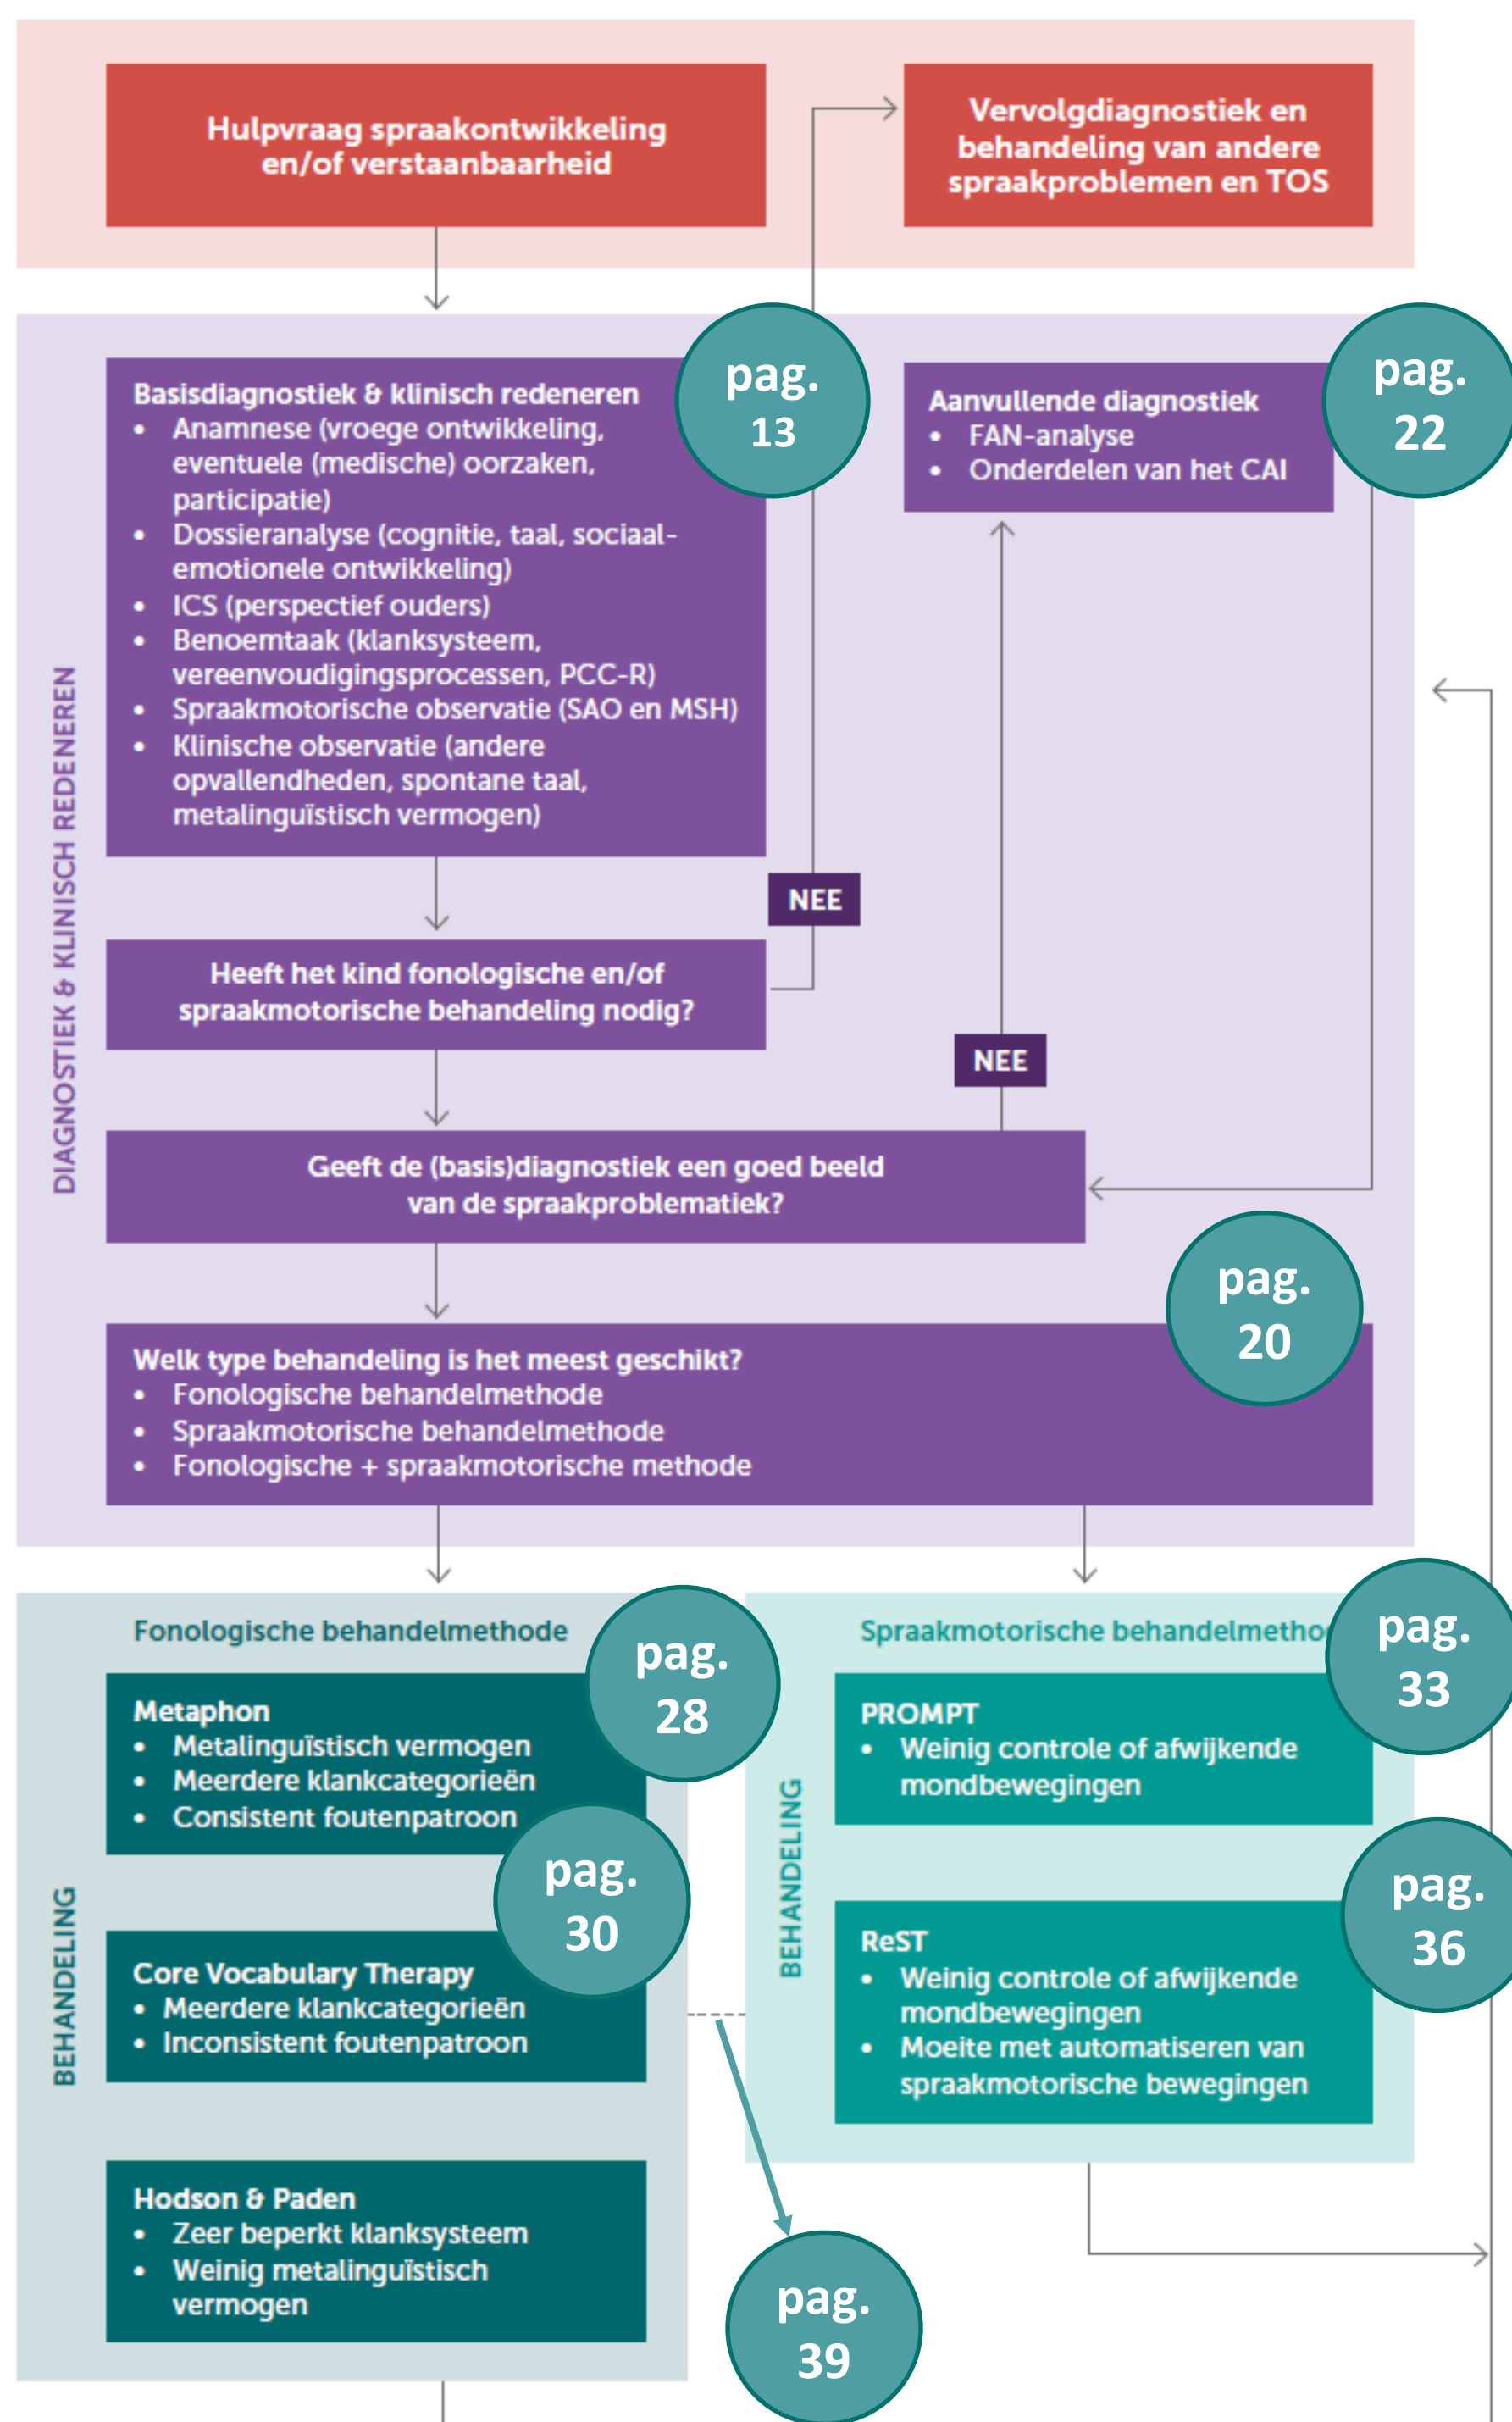 Hulpvraag spraakontwikkeling
en/of verstaanbaarheid
Vervolgdiagnostiek en
behandeling van andere
spraakproblemen en TOS
DIAGNOSTIEK & KLINISCH REDENEREN
Basisdiagnostiek & klinisch redeneren
• Anamnese (vroege ontwikkeling,
eventuele (medische) oorzaken,
participatie)
• Dossieranalyse (cognitie, taal, sociaal-
emotionele ontwikkeling)
• ICS (perspectief ouders)
• Benoemtaak (klanksysteem,
vereenvoudigingsprocessen, PCC-R)
• Spraakmotorische observatie (SAO en MSH)
• Klinische observatie (andere
opvallendheden, spontane taal,
metalinguïstisch vermogen)
pag.
13
Aanvullende diagnostiek
• FAN-analyse
• Onderdelen van het CAI
pag.
22
NEE
Heeft het kind fonologische en/of
spraakmotorische behandeling nodig?
NEE
Geeft de (basis)diagnostiek een goed beeld
van de spraakproblematiek?
pag.
20
Welk type behandeling is het meest geschikt?
• Fonologische behandelmethode
• Spraakmotorische behandelmethode
• Fonologische + spraakmotorische methode
BEHANDELING
Fonologische behandelmethode
pag.
28
Metaphon
• Metalinguïstisch vermogen
• Meerdere klankcategorieën
• Consistent foutenpatroon
pag.
30
Core Vocabulary Therapy
• Meerdere klankcategorieën
• Inconsistent foutenpatroon
Hodson & Paden
• Zeer beperkt klanksysteem
• Weinig metalinguïstisch
vermogen
BEHANDELING
Spraakmotorische
pag.
33
PROMPT
• Weinig controle of afwijkende
mondbewegingen
pag.
36
ReST
• Weinig controle of afwijkende
mondbewegingen
• Moeite met automatiseren van
spraakmotorische bewegingen
pag.
39